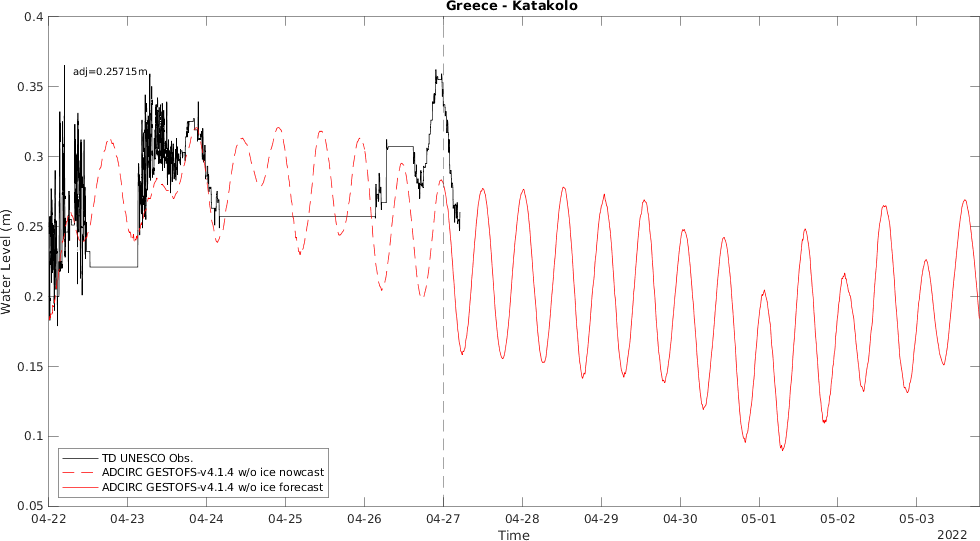 Greece - Katakolo
0.4
0.35
0.3
0.25
0.2
0.15
0.1
0.05
Water Level (m)
adj=0.25715m
TD UNESCO Obs.
ADCIRC GESTOFS-v4.1.4 w/o ice nowcast
ADCIRC GESTOFS-v4.1.4 w/o ice forecast
04-22 04-23 04-24 04-25 04-26 04-27 04-28 04-29 04-30 05-01 05-02 05-03
Time
2022